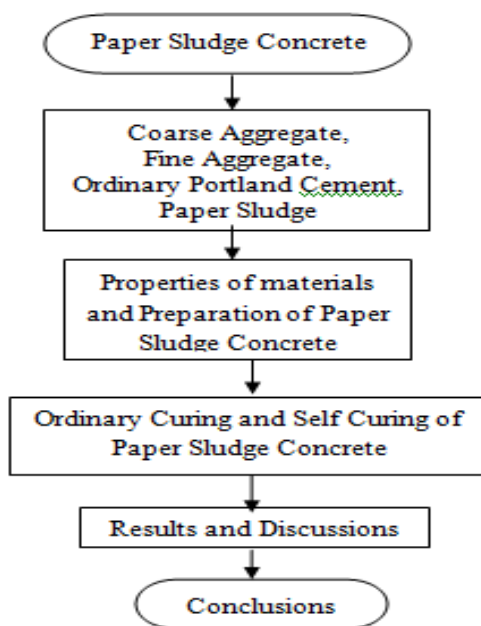 Paper Sludge Concrete
Coarse Aggregate,
Fine Aggregate,
Ordinary Portland Cement,
Paper Sludge
Properties of materials
and Preparation of Paper
Sludge Concrete
Ordinary Curing and Self Curing of
Paper Sludge Concrete
Results and Discussions
Conclusions